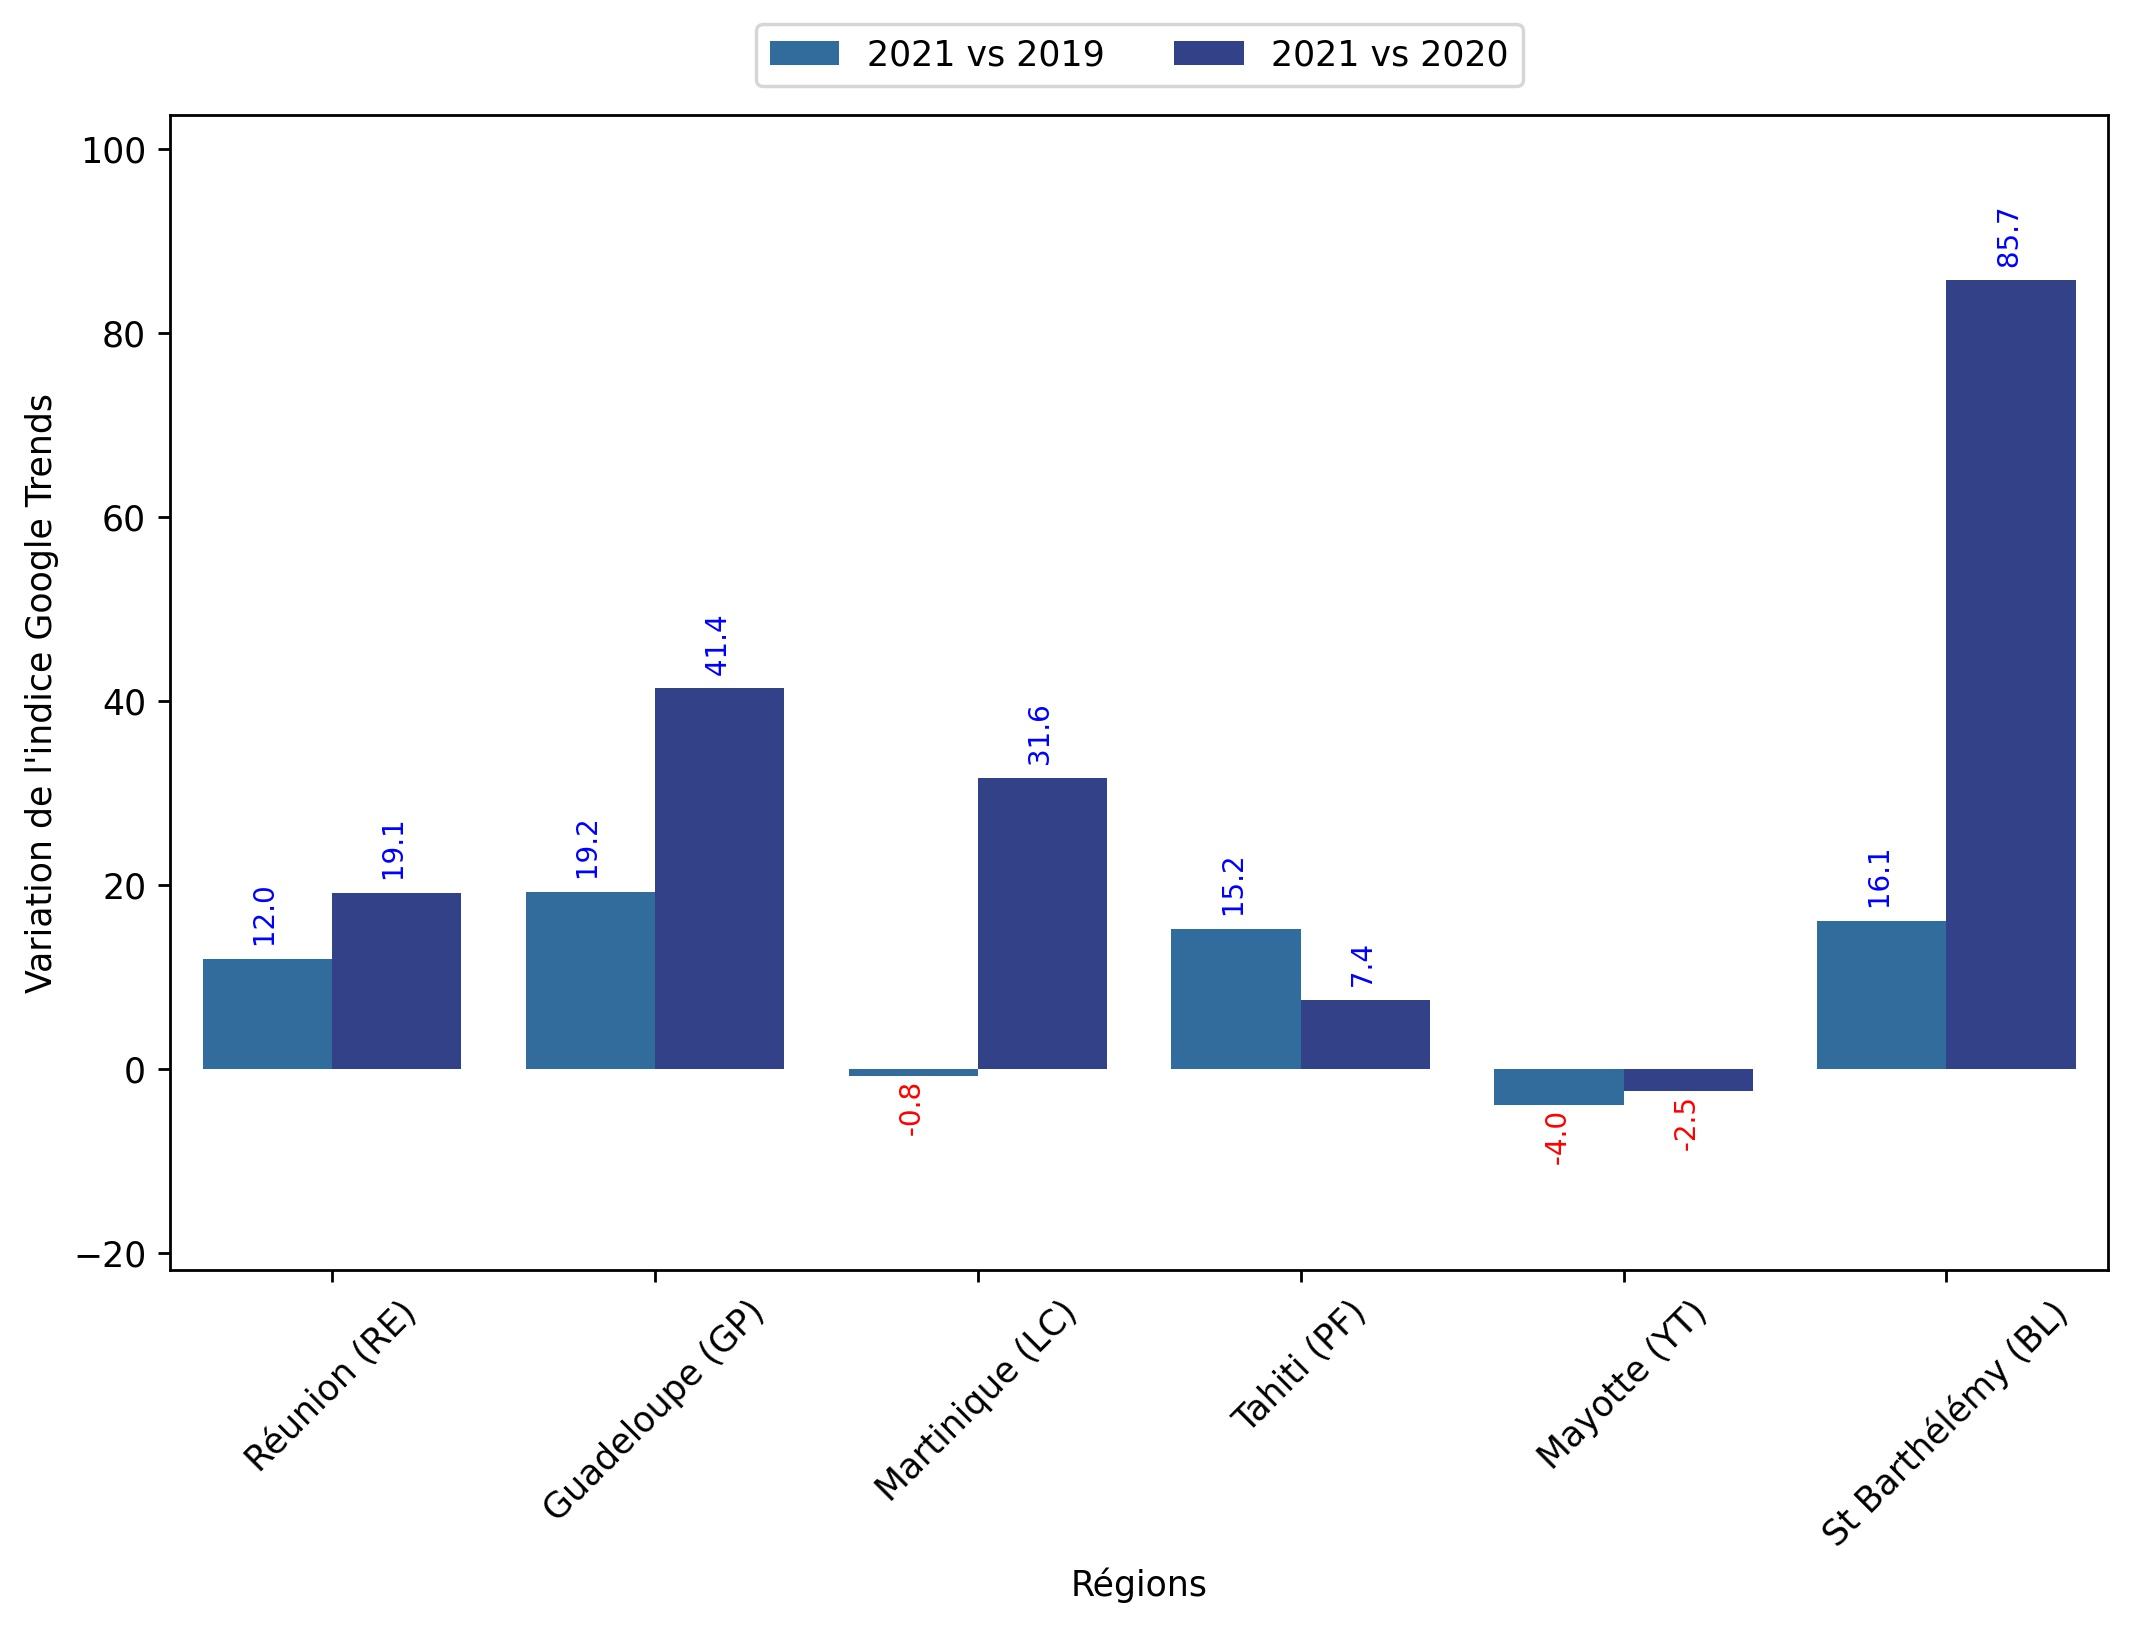 2021 vs 2019
2021 vs 2020
Variation de l'indice Google Trends
100
80
60
40
20
0
−20
12.0
19.1
19.2
41.4
-0.8
31.6
15.2
7.4
-4.0
-2.5
16.1
85.7
Réunion (RE)
Guadeloupe (GP)
Martinique (LC)
Tahiti (PF)
Mayotte (YT)
St Barthélémy (BL)
Régions